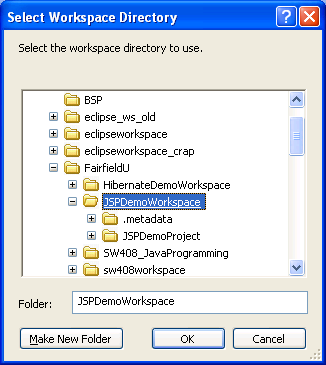 Select Workspace Directory
Select the workspace directory to use.
BSP
eclipse_ws_old
eclipseworkspace
eclipseworkspace_crap
FairfieldU
HibernateDemoWorkspace
JSPDemoWorkspace
.metadata
JSPDemoProject
SW408_JavaProgramming
sw408workspace
Folder: JSPDemoWorkspace
Make New Folder OK Cancel